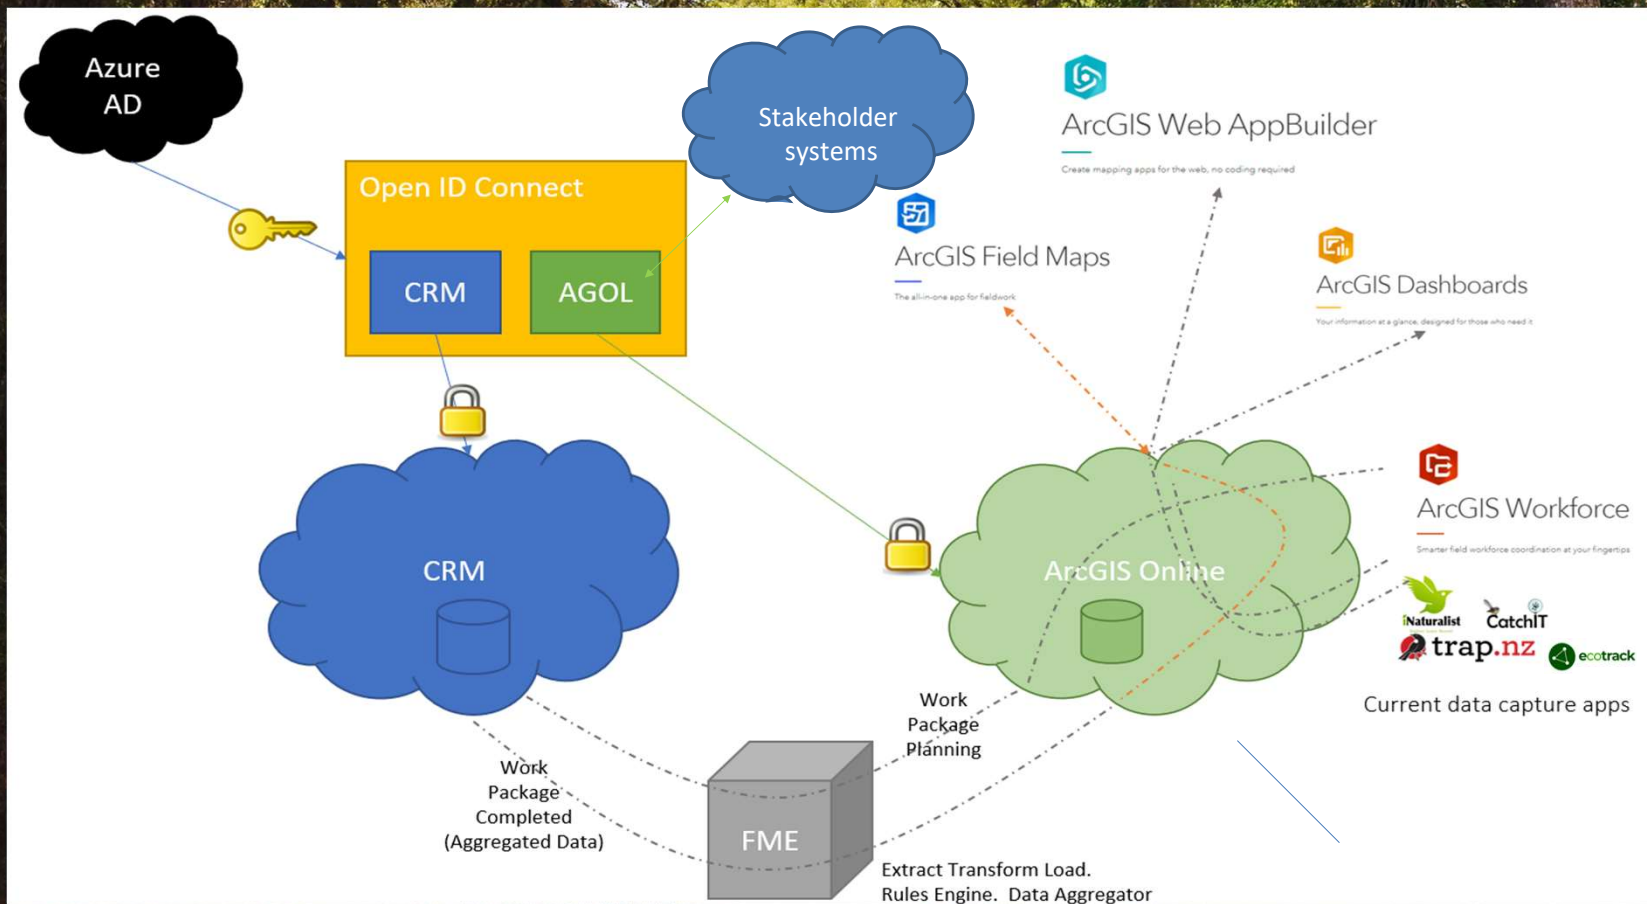 Azure
AD
Stakeholder
systems
ArcGIS Web AppBuilder
Create mapping apps for the web, no coding required
Open ID Connect
CRM
AGOL
ArcGIS Field Maps
The all-in-one app for fieldwork
ArcGIS Dashboards
Your information at a glance, designed for those who need it
ArcGIS Workforce
Smarter field workforce coordination at your fingertips
CRM
ArcGIS Online
iNaturalist
CatchIT
trap.nz
ecotrack
Current data capture apps
Work
Package
Planning
Work
Package
Completed
(Aggregated Data)
FME
Extract Transform Load.
Rules Engine.  Data Aggregator